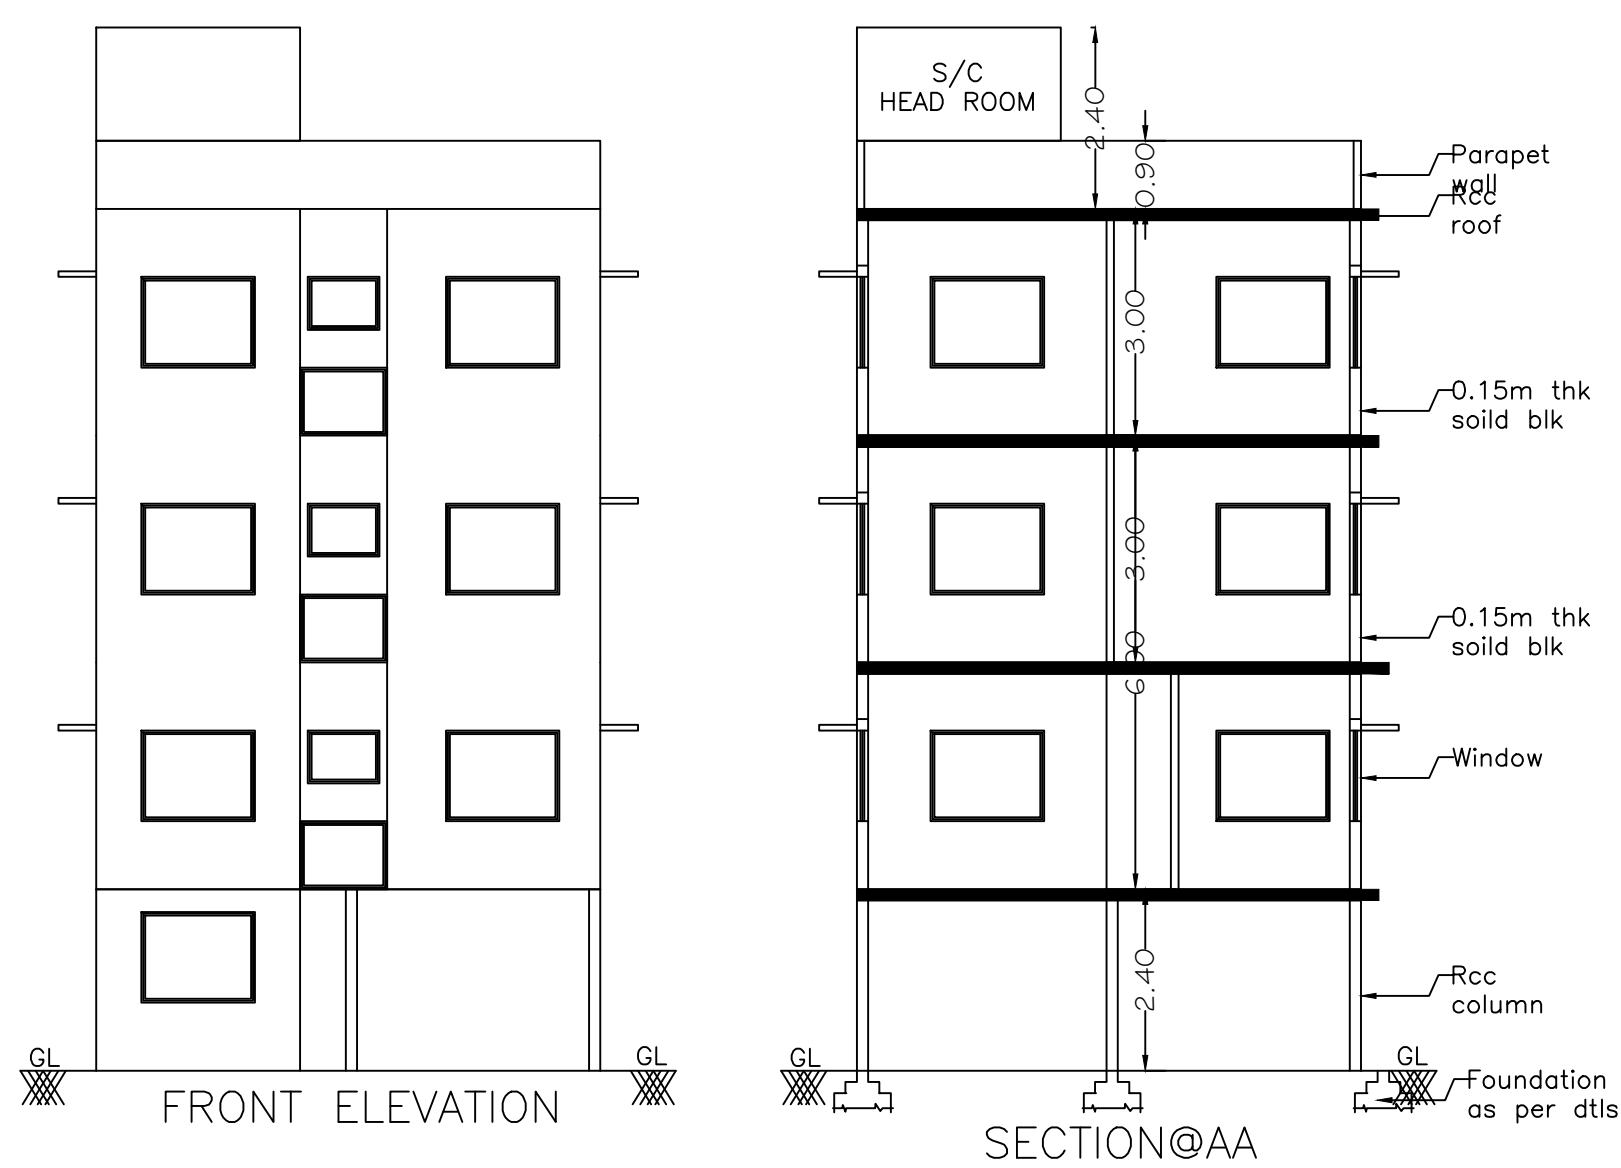 GL
GL
FRONT ELEVATION
S/C
HEAD ROOM
2.40
0.90
3.00
3.00
6.00
2.40
Parapet
wall
Rcc
roof
0.15m thk
soild blk
0.15m thk
soild blk
Window
Rcc
column
GL
GL
Foundation
as per dtls
SECTION@AA